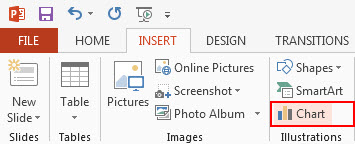 FILE HOME INSERT DESIGN TRANSITIONS
New Slide
Table
Pictures
Online Pictures
Screenshot
Photo Album
Shapes
SmartArt
Chart
Slides Tables Images Illustrations